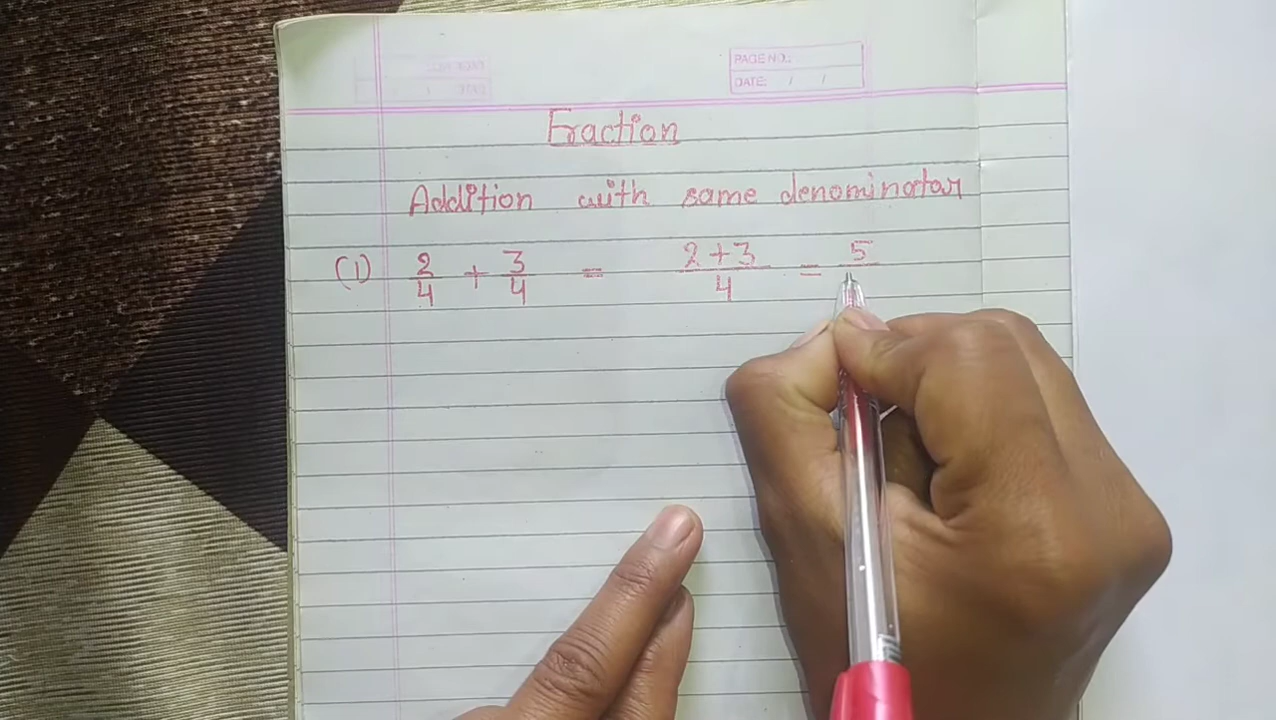 PAGE NO.:
DATE: / /
Fraction
Addition with same denominator
(1) 2/4 + 3/4 = 2+3/4 = 5/